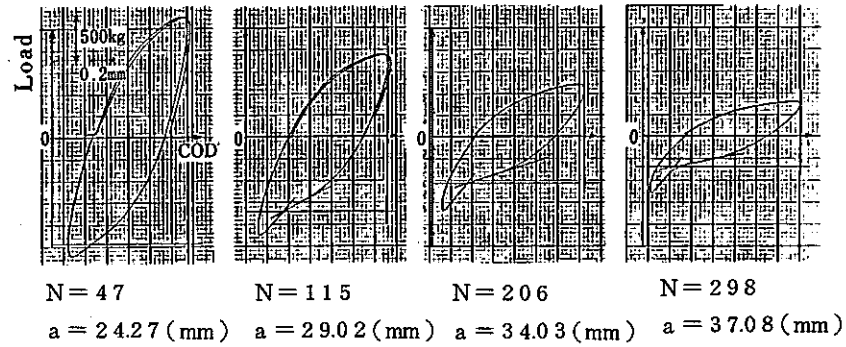 Load
500kg
0.2mm
0
COD
0
0
0
N=47
a=24.27(mm)
N=115
a=29.02(mm)
N=206
a=34.03(mm)
N=298
a=37.08(mm)